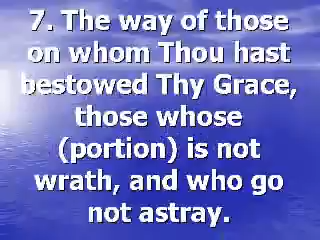 7. The way of those
on whom Thou hast
bestowed Thy Grace,
those whose
(portion) is not
wrath, and who go
not astray.